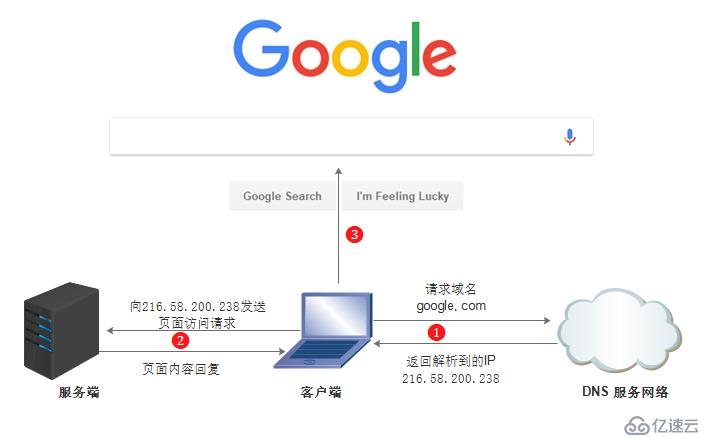 Google
Google Search
I'm Feeling Lucky
3
向216.58.200.238发送
页面访问请求
2
页面内容回复
请求域名
google.com
1
返回解析到的IP
216.58.200.238
服务端
客户端
DNS 服务网络
亿速云